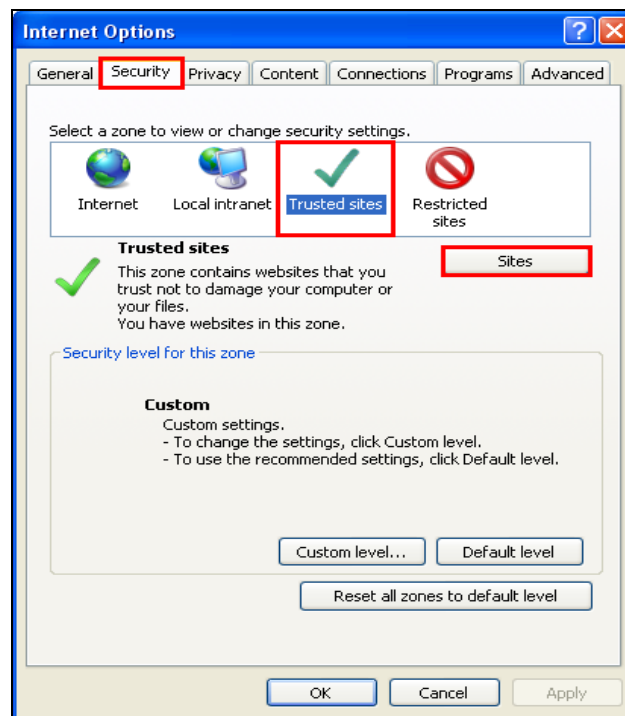 Internet Options
General Security Privacy Content Connections Programs Advanced
Select a zone to view or change security settings.
Internet Local intranet Trusted sites Restricted
sites
Trusted sites
Sites
This zone contains websites that you
trust not to damage your computer or
your files.
You have websites in this zone.
Security level for this zone
Custom
Custom settings.
- To change the settings, click Custom level.
- To use the recommended settings, click Default level.
Custom level... Default level
Reset all zones to default level
OK Cancel Apply